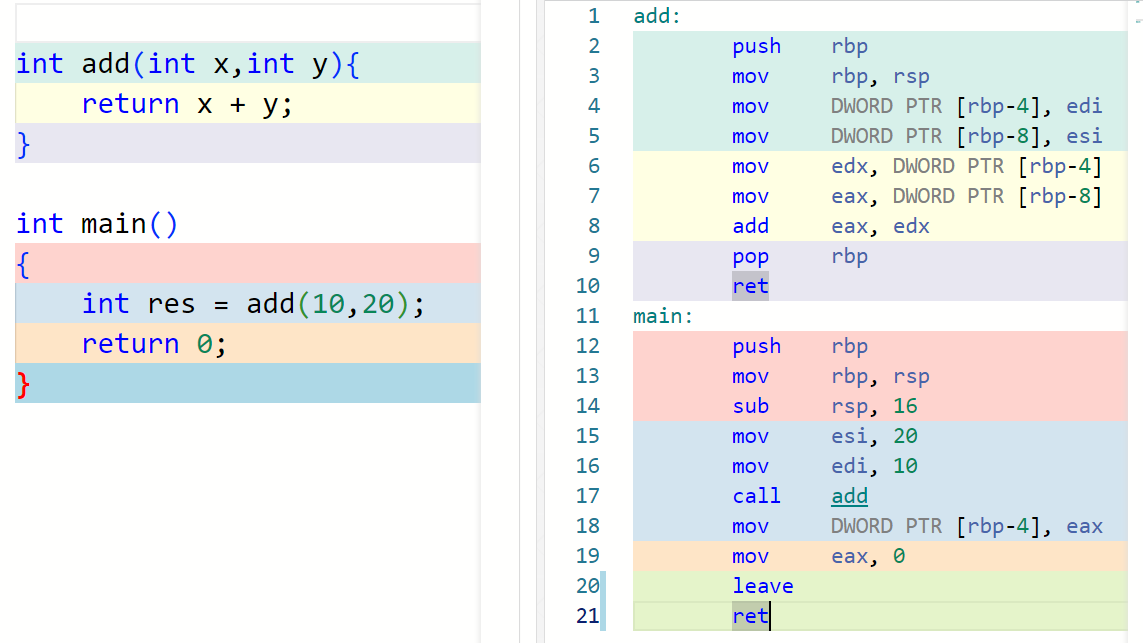 int add(int x,int y){
    return x + y;
}
int main()
{
    int res = add(10,20);
    return 0;
}
1 add:
2 push rbp
3 mov rbp, rsp
4 mov DWORD PTR [rbp-4], edi
5 mov DWORD PTR [rbp-8], esi
6 mov edx, DWORD PTR [rbp-4]
7 mov eax, DWORD PTR [rbp-8]
8 add eax, edx
9 pop rbp
10 ret
11 main:
12 push rbp
13 mov rbp, rsp
14 sub rsp, 16
15 mov esi, 20
16 mov edi, 10
17 call add
18 mov DWORD PTR [rbp-4], eax
19 mov eax, 0
20 leave
21 ret